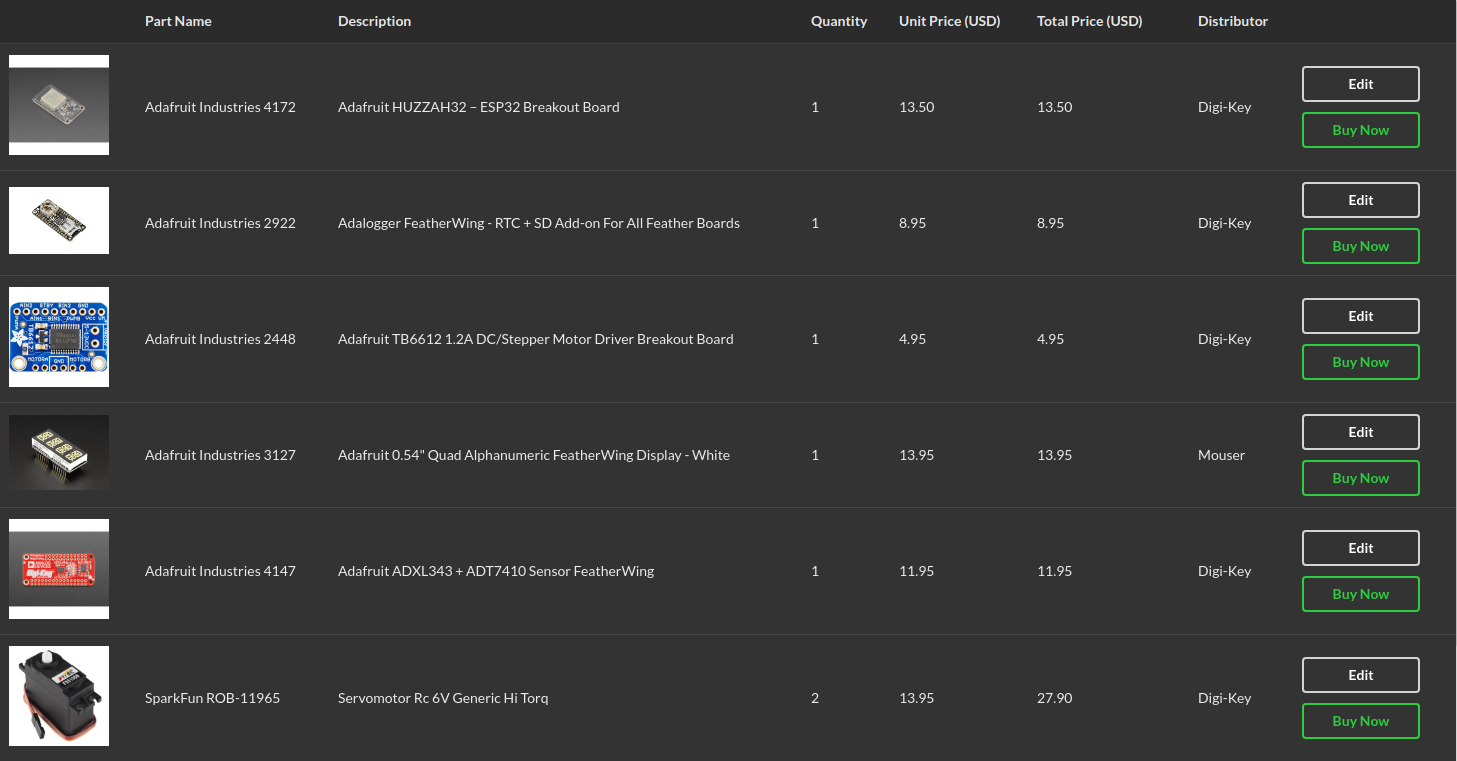 Part Name Description Quantity Unit Price (USD) Total Price (USD) Distributor
Edit
Adafruit Industries 4172 Adafruit HUZZAH32 – ESP32 Breakout Board 1 13.50 13.50 Digi-Key
Buy Now
Edit
Adafruit Industries 2922 Adalogger FeatherWing - RTC + SD Add-on For All Feather Boards 1 8.95 8.95 Digi-Key
Buy Now
Edit
Adafruit Industries 2448 Adafruit TB6612 1.2A DC/Stepper Motor Driver Breakout Board 1 4.95 4.95 Digi-Key
Buy Now
Edit
Adafruit Industries 3127 Adafruit 0.54" Quad Alphanumeric FeatherWing Display - White 1 13.95 13.95 Mouser
Buy Now
Edit
Adafruit Industries 4147 Adafruit ADXL343 + ADT7410 Sensor FeatherWing 1 11.95 11.95 Digi-Key
Buy Now
Edit
SparkFun ROB-11965 Servomotor Rc 6V Generic Hi Torq 2 13.95 27.90 Digi-Key
Buy Now